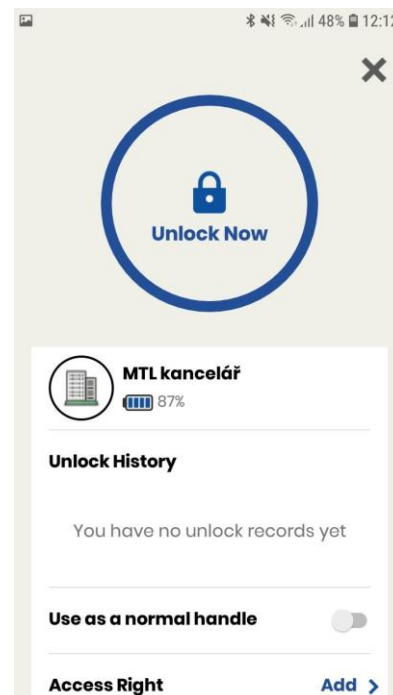 48% 12:12
Unlock Now
MTL kancelář
87%
Unlock History
You have no unlock records yet
Use as a normal handle
Access Right Add >